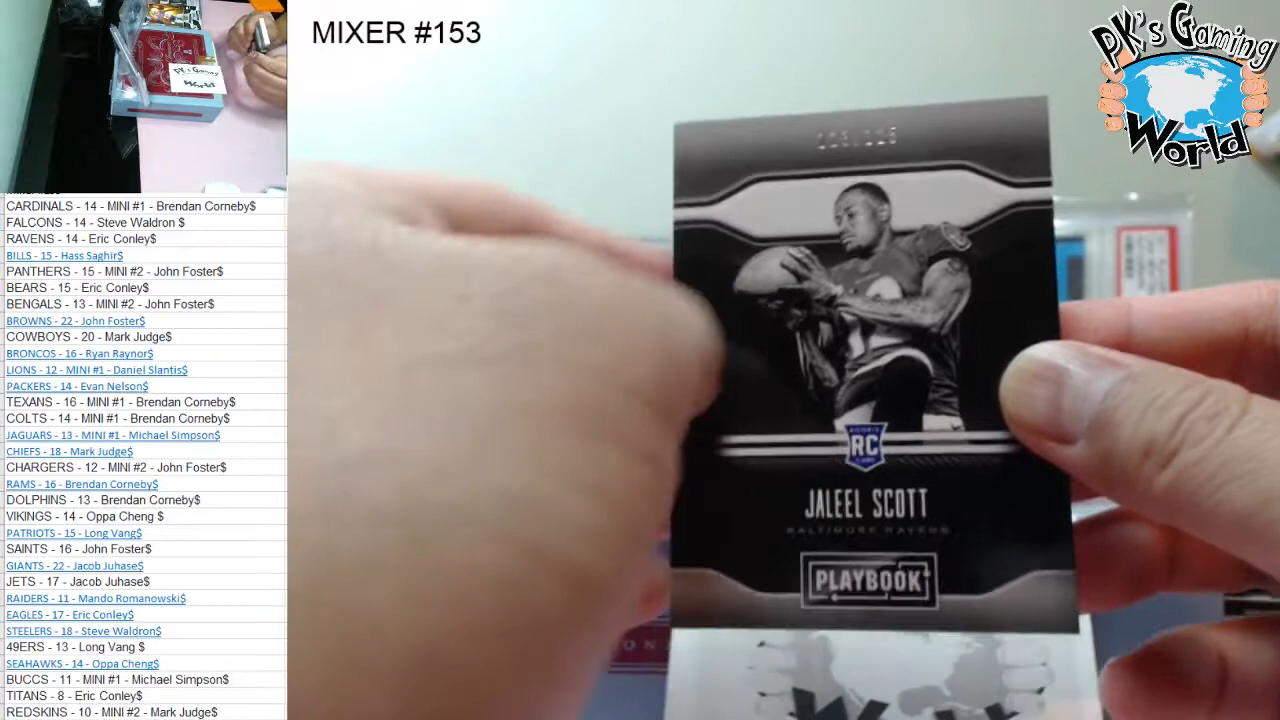 MIXER #153
PK's Gaming
World
CARDINALS - 14 - MINI #1 - Brendan Corneby$
FALCONS - 14 - Steve Waldron $
RAVENS - 14 - Eric Conley$
BILLS - 15 - Hass Saghir$
PANTHERS - 15 - MINI #2 - John Foster$
BEARS - 15 - Eric Conley$
BENGALS - 13 - MINI #2 - John Foster$
BROWNS - 22 - John Foster$
COWBOYS - 20 - Mark Judge$
BRONCOS - 16 - Ryan Raynor$
LIONS - 12 - MINI #1 - Daniel Slantis$
PACKERS - 14 - Evan Nelson$
TEXANS - 16 - MINI #1 - Brendan Corneby$
COLTS - 14 - MINI #1 - Brendan Corneby$
JAGUARS - 13 - MINI #1 - Michael Simpson$
CHIEFS - 18 - Mark Judge$
CHARGERS - 12 - MINI #2 - John Foster$
RAMS - 16 - Brendan Corneby$
DOLPHINS - 13 - Brendan Corneby$
VIKINGS - 14 - Oppa Cheng $
PATRIOTS - 15 - Long Vang$
SAINTS - 16 - John Foster$
GIANTS - 22 - Jacob Juhase$
JETS - 17 - Jacob Juhase$
RAIDERS - 11 - Mando Romanowski$
EAGLES - 17 - Eric Conley$
STEELERS - 18 - Steve Waldron$
49ERS - 13 - Long Vang $
SEAHAWKS - 14 - Oppa Cheng$
BUCCS - 11 - MINI #1 - Michael Simpson$
TITANS - 8 - Eric Conley$
REDSKINS - 10 - MINI #2 - Mark Judge$
RC
JALEEL SCOTT
BALTIMORE RAVENS
PLAYBOOK